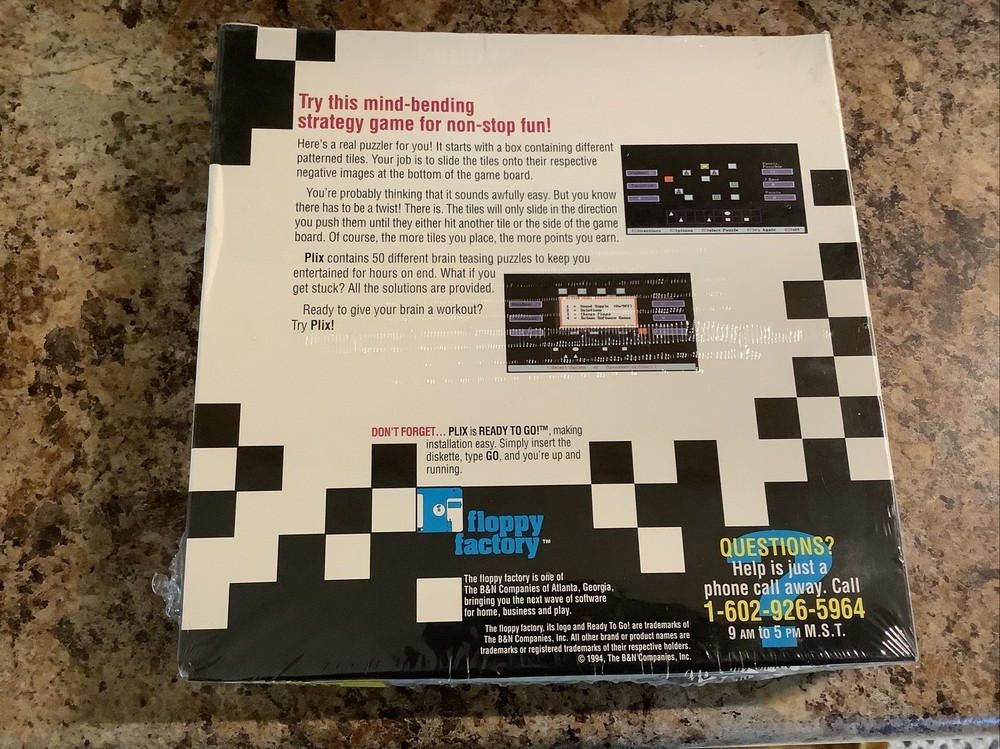 Try this mind-bending
strategy game for non-stop fun!
Here's a real puzzler for you! It starts with a box containing different
patterned tiles. Your job is to slide the tiles onto their respective
negative images at the bottom of the game board.
You're probably thinking that it sounds awfully easy. But you know
there has to be a twist! There is. The tiles will only slide in the direction
you push them until they either hit another tile or the side of the game
board. Of course, the more tiles you place, the more points you earn.
Plix contains 50 different brain teasing puzzles to keep you
entertained for hours on end. What if you
get stuck? All the solutions are provided.
Ready to give your brain a workout?
Try Plix!
DON'T FORGET... PLIX is READY TO GO!™, making
installation easy. Simply insert the
diskette, type GO, and you're up and
running.
floppy
factory™
The floppy factory is one of
The B&N Companies of Atlanta, Georgia,
bringing you the next wave of software
for home, business and play.
The floppy factory, its logo and Ready To Go! are trademarks of
The B&N Companies, Inc. All other brand or product names are
trademarks or registered trademarks of their respective holders.
© 1994, The B&N Companies, Inc.
?
QUESTIONS?
Help is just a
phone call away. Call
1-602-926-5964
9 AM to 5 PM M.S.T.